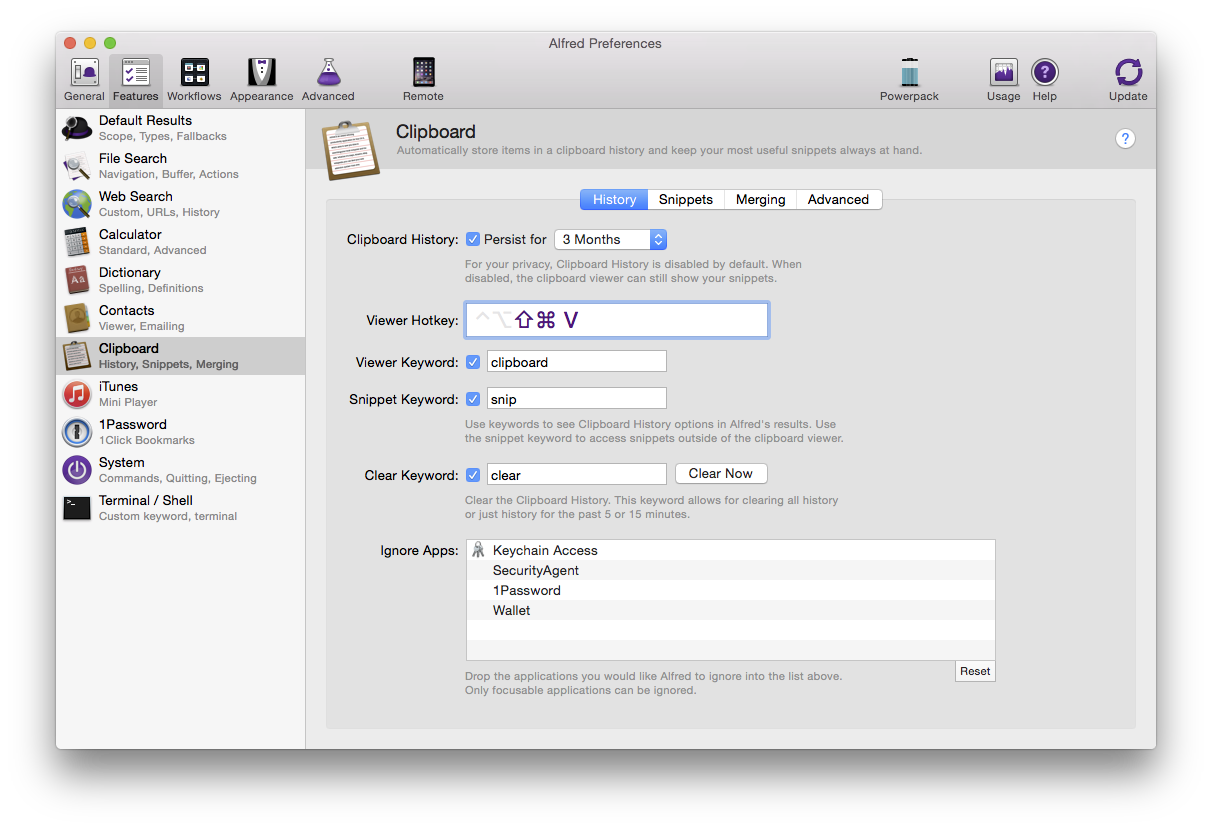 Alfred Preferences
General Features Workflows Appearance Advanced Remote Powerpack Usage Help Update
Default Results
Scope, Types, Fallbacks
File Search
Navigation, Buffer, Actions
Web Search
Custom, URLs, History
Calculator
Standard, Advanced
Dictionary
Spelling, Definitions
Contacts
Viewer, Emailing
Clipboard
History, Snippets, Merging
iTunes
Mini Player
1Password
1Click Bookmarks
System
Commands, Quitting, Ejecting
Terminal / Shell
Custom keyword, terminal
Clipboard
Automatically store items in a clipboard history and keep your most useful snippets always at hand.
?
History Snippets Merging Advanced
Clipboard History: Persist for 3 Months
For your privacy, Clipboard History is disabled by default. When
disabled, the clipboard viewer can still show your snippets.
Viewer Hotkey: ^⌥⇧⌘ V
Viewer Keyword: clipboard
Snippet Keyword: snip
Use keywords to see Clipboard History options in Alfred's results. Use
the snippet keyword to access snippets outside of the clipboard viewer.
Clear Keyword: clear Clear Now
Clear the Clipboard History. This keyword allows for clearing all history
or just history for the past 5 or 15 minutes.
Ignore Apps: Keychain Access
SecurityAgent
1Password
Wallet
Reset
Drop the applications you would like Alfred to ignore into the list above.
Only focusable applications can be ignored.